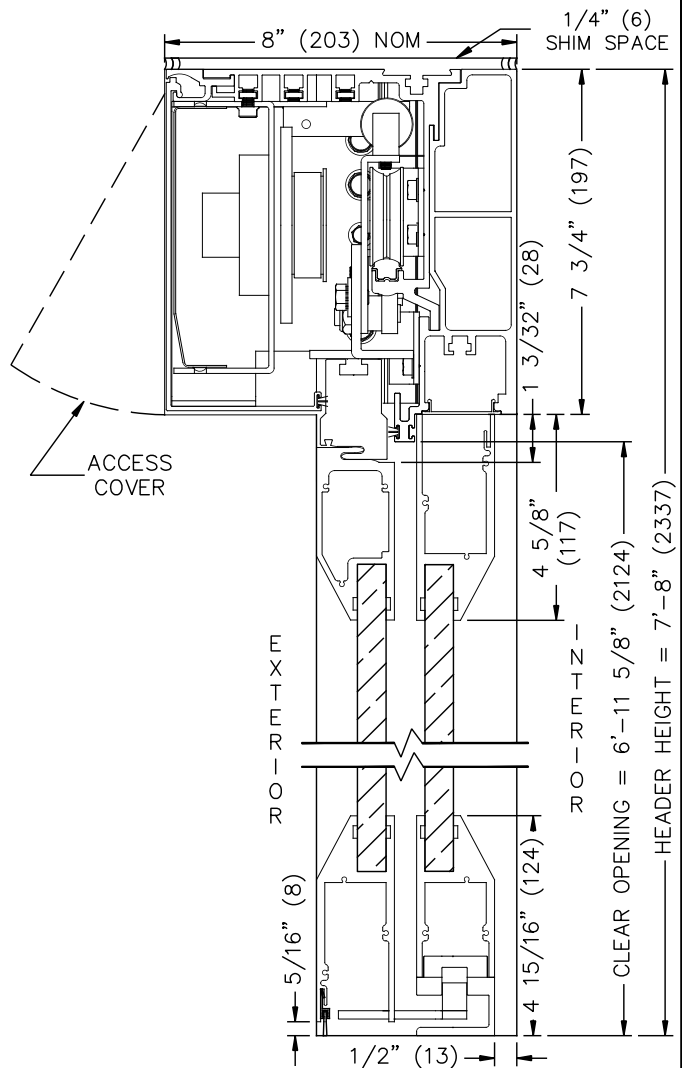 1/4" (6)
SHIM SPACE
8" (203) NOM
7 3/4" (197)
1 3/32" (28)
ACCESS
COVER
4 5/8"
(117)
EXTERIOR
INTERIOR
CLEAR OPENING = 6'-11 5/8" (2124)
HEADER HEIGHT = 7'-8" (2337)
5/16" (8)
4 15/16" (124)
1/2" (13)